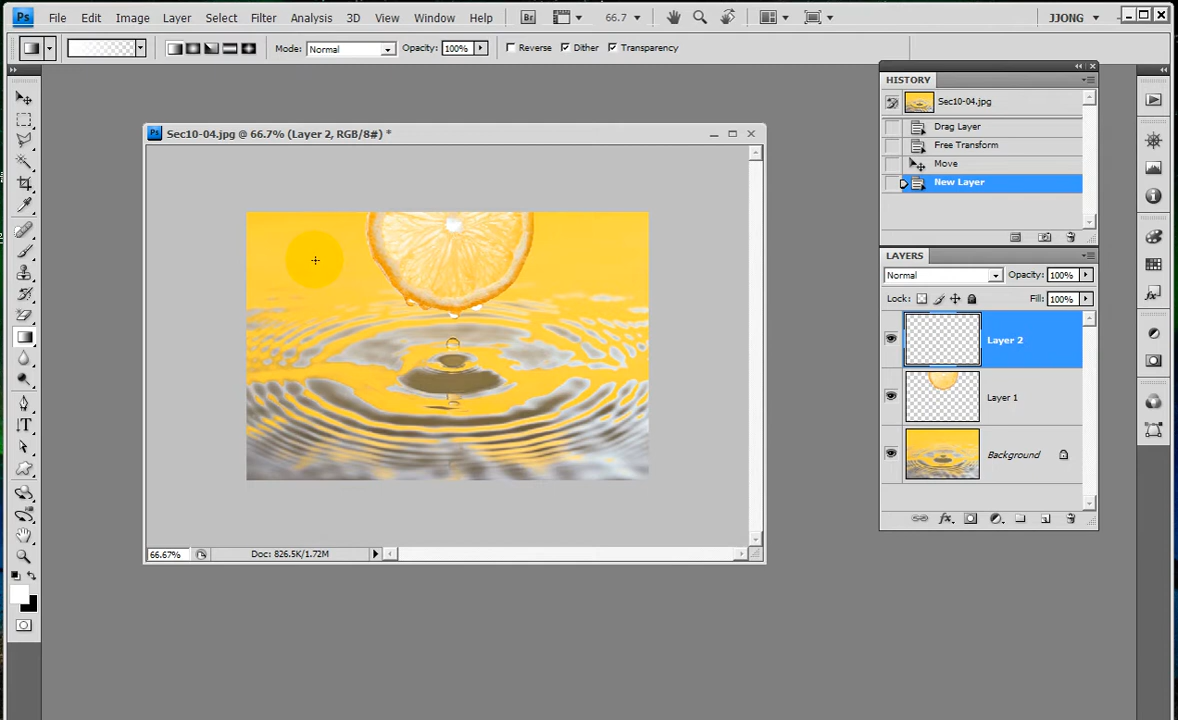 Ps File Edit Image Layer Select Filter Analysis 3D View Window Help Br 66.7 JJONG
Mode: Normal Opacity: 100% Reverse Dither Transparency
Ps Sec10-04.jpg @ 66.7% (Layer 2, RGB/8#) *
66.67% Doc: 826.5K/1.72M
HISTORY
Sec10-04.jpg
Drag Layer
Free Transform
Move
New Layer
LAYERS
Normal Opacity: 100%
Lock: Fill: 100%
Layer 2
Layer 1
Background
fx.
T